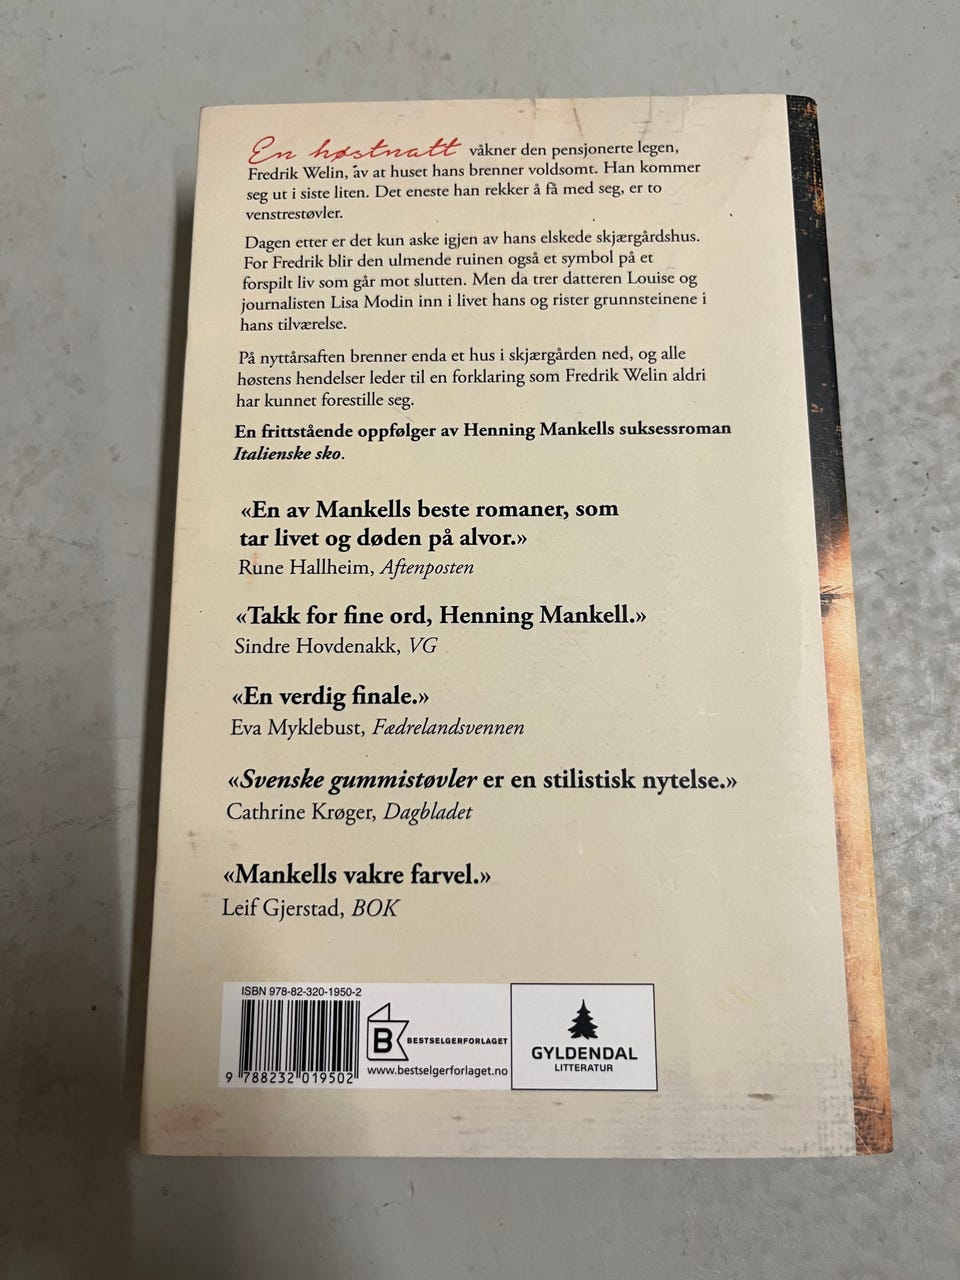 En høstnatt våkner den pensjonerte legen,
Fredrik Welin, av at huset hans brenner voldsomt. Han kommer
seg ut i siste liten. Det eneste han rekker å få med seg, er to
venstrestøvler.
Dagen etter er det kun aske igjen av hans elskede skjærgårdshus.
For Fredrik blir den ulmende ruinen også et symbol på et
forspilt liv som går mot slutten. Men da trer datteren Louise og
journalisten Lisa Modin inn i livet hans og rister grunnsteinene i
hans tilværelse.
På nyttårsaften brenner enda et hus i skjærgården ned, og alle
høstens hendelser leder til en forklaring som Fredrik Welin aldri
har kunnet forestille seg.
En frittstående oppfølger av Henning Mankells suksessroman
Italienske sko.
«En av Mankells beste romaner, som
tar livet og døden på alvor.»
Rune Hallheim, Aftenposten
«Takk for fine ord, Henning Mankell.»
Sindre Hovdenakk, VG
«En verdig finale.»
Eva Myklebust, Fædrelandsvennen
«Svenske gummistøvler er en stilistisk nytelse.»
Cathrine Krøger, Dagbladet
«Mankells vakre farvel.»
Leif Gjerstad, BOK
ISBN 978-82-320-1950-2
9 788232 019502
B BESTSELGERFORLAGET
www.bestselgerforlaget.no
GYLDENDAL
LITTERATUR